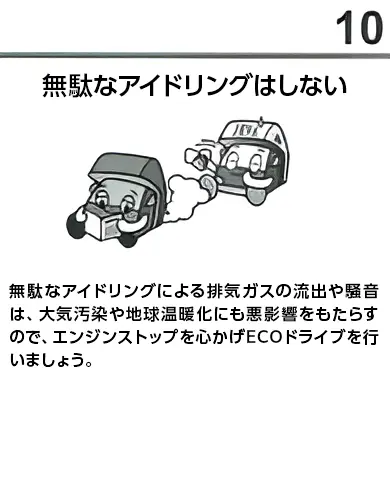 10
無駄なアイドリングはしない
無駄なアイドリングによる排気ガスの流出や騒音
は、大気汚染や地球温暖化にも悪影響をもたらす
ので、エンジンストップを心かげECOドライブを行
いましょう。